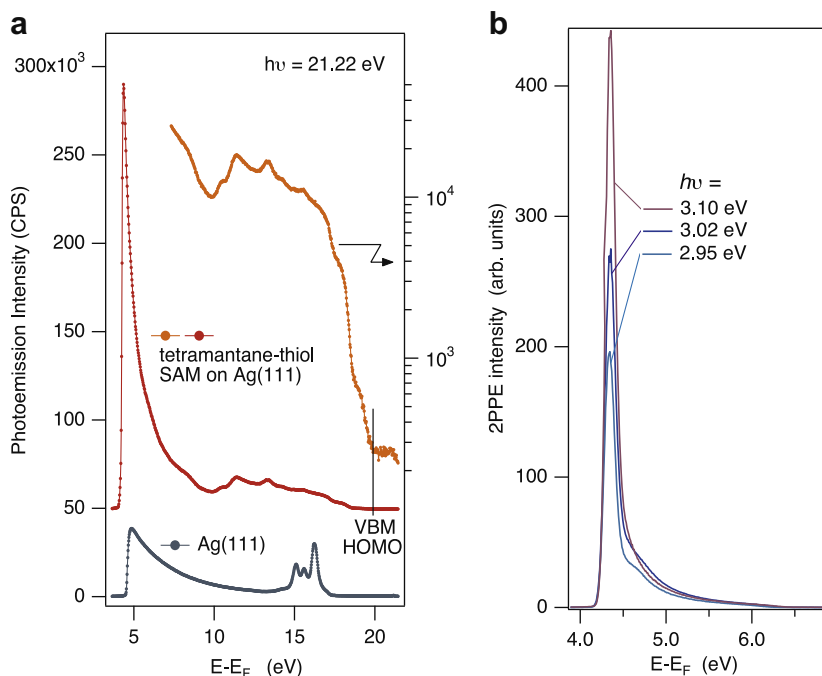 a
hυ = 21.22 eV
300x10³
250
200
150
100
50
0
Photoemission Intensity (CPS)
10⁴
10³
tetramantane-thiol
SAM on Ag(111)
VBM
HOMO
Ag(111)
5
10
15
20
E-E_F (eV)
b
400
300
200
100
0
2PPE intensity (arb. units)
hυ =
3.10 eV
3.02 eV
2.95 eV
4.0
5.0
6.0
E-E_F (eV)